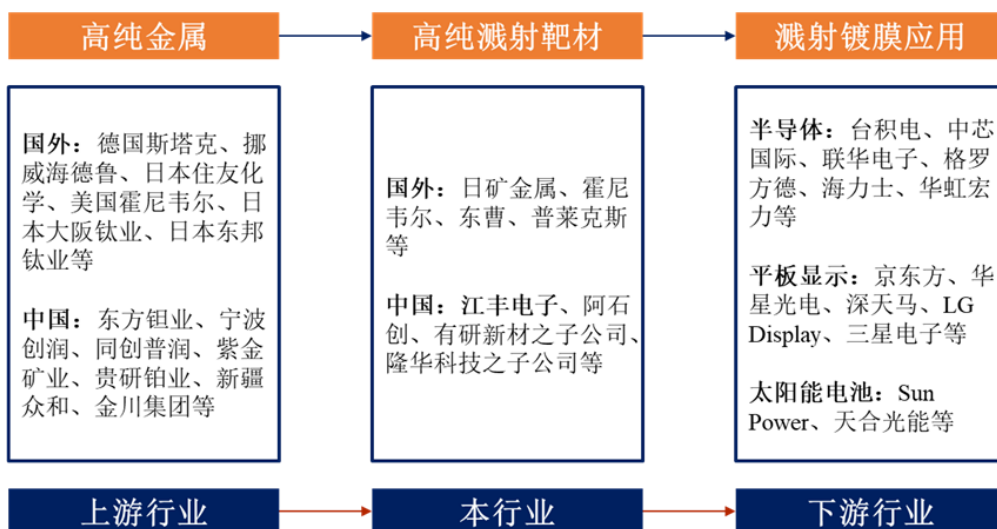 高纯金属
高纯溅射靶材
溅射镀膜应用
国外：德国斯塔克、挪
威海德鲁、日本住友化
学、美国霍尼韦尔、日
本大阪钛业、日本东邦
钛业等
中国：东方钽业、宁波
创润、同创普润、紫金
矿业、贵研铂业、新疆
众和、金川集团等
国外：日矿金属、霍尼
韦尔、东曹、普莱克斯
等
中国：江丰电子、阿石
创、有研新材之子公司、
隆华科技之子公司等
半导体：台积电、中芯
国际、联华电子、格罗
方德、海力士、华虹宏
力等
平板显示：京东方、华
星光电、深天马、LG
Display、三星电子等
太阳能电池：Sun
Power、天合光能等
上游行业
本行业
下游行业